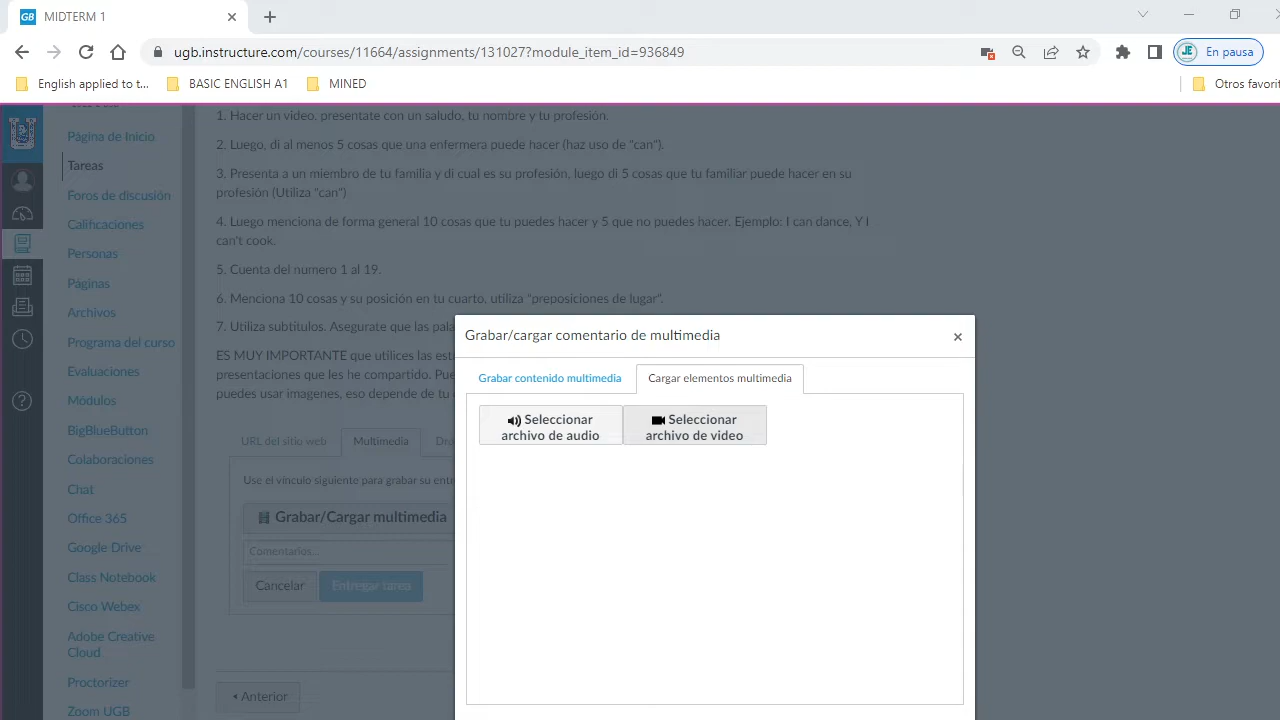 GB MIDTERM 1
ugb.instructure.com/courses/11664/assignments/131027?module_item_id=936849
JE En pausa
English applied to t...
BASIC ENGLISH A1
MINED
Otros favorit
Página de Inicio
Tareas
Foros de discusión
Calificaciones
Personas
Páginas
Archivos
Programa del curso
Evaluaciones
Módulos
BigBlueButton
Colaboraciones
Chat
Office 365
Google Drive
Class Notebook
Cisco Webex
Adobe Creative
Cloud
Proctorizer
Zoom UGB
1. Hacer un video, presentate con un saludo, tu nombre y tu profesión.
2. Luego, di al menos 5 cosas que una enfermera puede hacer (haz uso de "can").
3. Presenta a un miembro de tu familia y di cual es su profesión, luego di 5 cosas que tu familiar puede hacer en su
profesión (Utiliza "can")
4. Luego menciona de forma general 10 cosas que tu puedes hacer y 5 que no puedes hacer. Ejemplo: I can dance, Y I
can't cook.
5. Cuenta del numero 1 al 19.
6. Menciona 10 cosas y su posición en tu cuarto, utiliza "preposiciones de lugar".
7. Utiliza subtitulos. Asegurate que las pala
ES MUY IMPORTANTE que utilices las est
presentaciones que les he compartido. Pue
puedes usar imagenes, eso depende de tu
URL del sitio web
Multimedia
Dro
Use el vínculo siguiente para grabar su entr
Grabar/Cargar multimedia
Comentarios...
Cancelar
Entregar tarea
Anterior
Grabar/cargar comentario de multimedia
×
Grabar contenido multimedia
Cargar elementos multimedia
Seleccionar
archivo de audio
Seleccionar
archivo de video